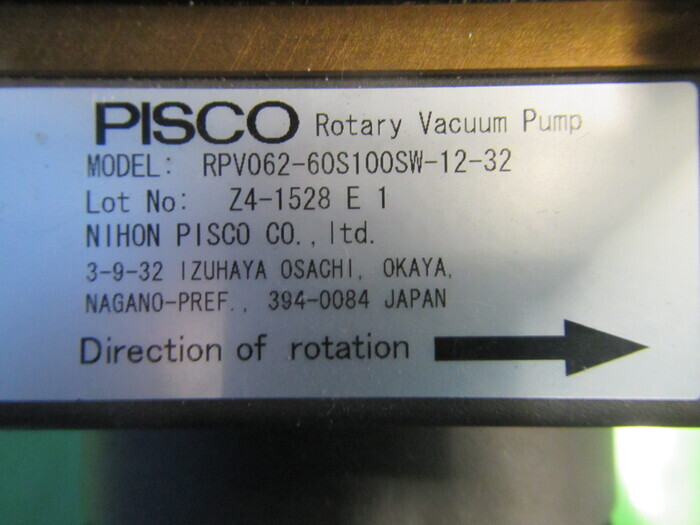 PISCO Rotary Vacuum Pump
MODEL: RPV062-60S100SW-12-32
Lot No: Z4-1528 E 1
NIHON PISCO CO., ltd.
3-9-32 IZUHAYA OSACHI, OKAYA,
NAGANO-PREF., 394-0084 JAPAN
Direction of rotation